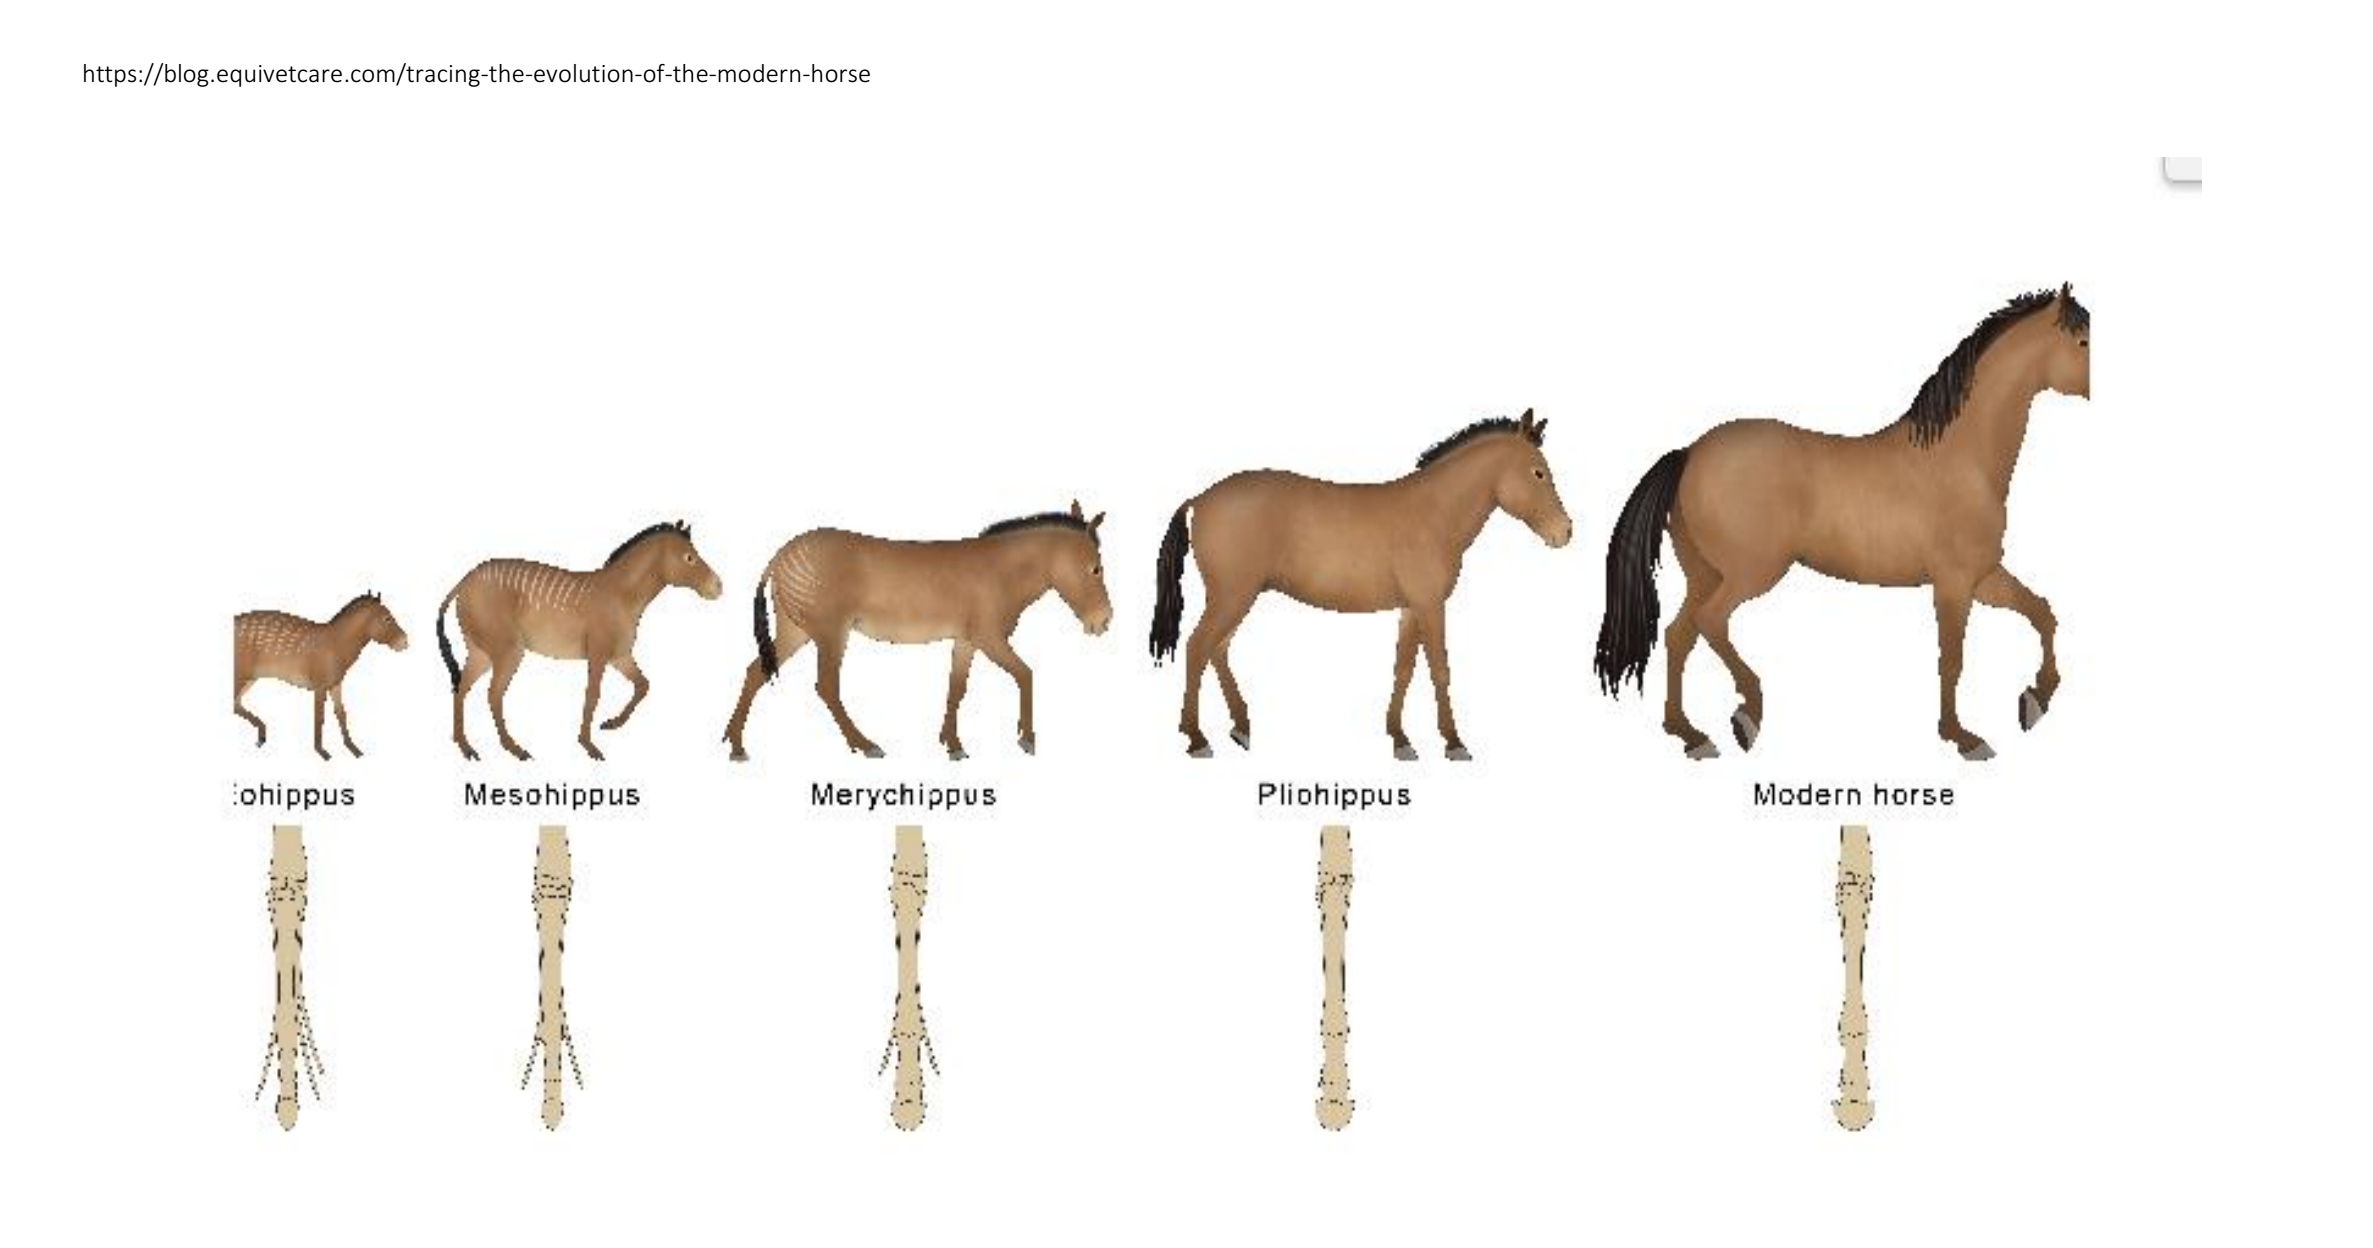 https://blog.equivetcare.com/tracing-the-evolution-of-the-modern-horse
ohippus Mesohippus Merychippus Pliohippus Modern horse